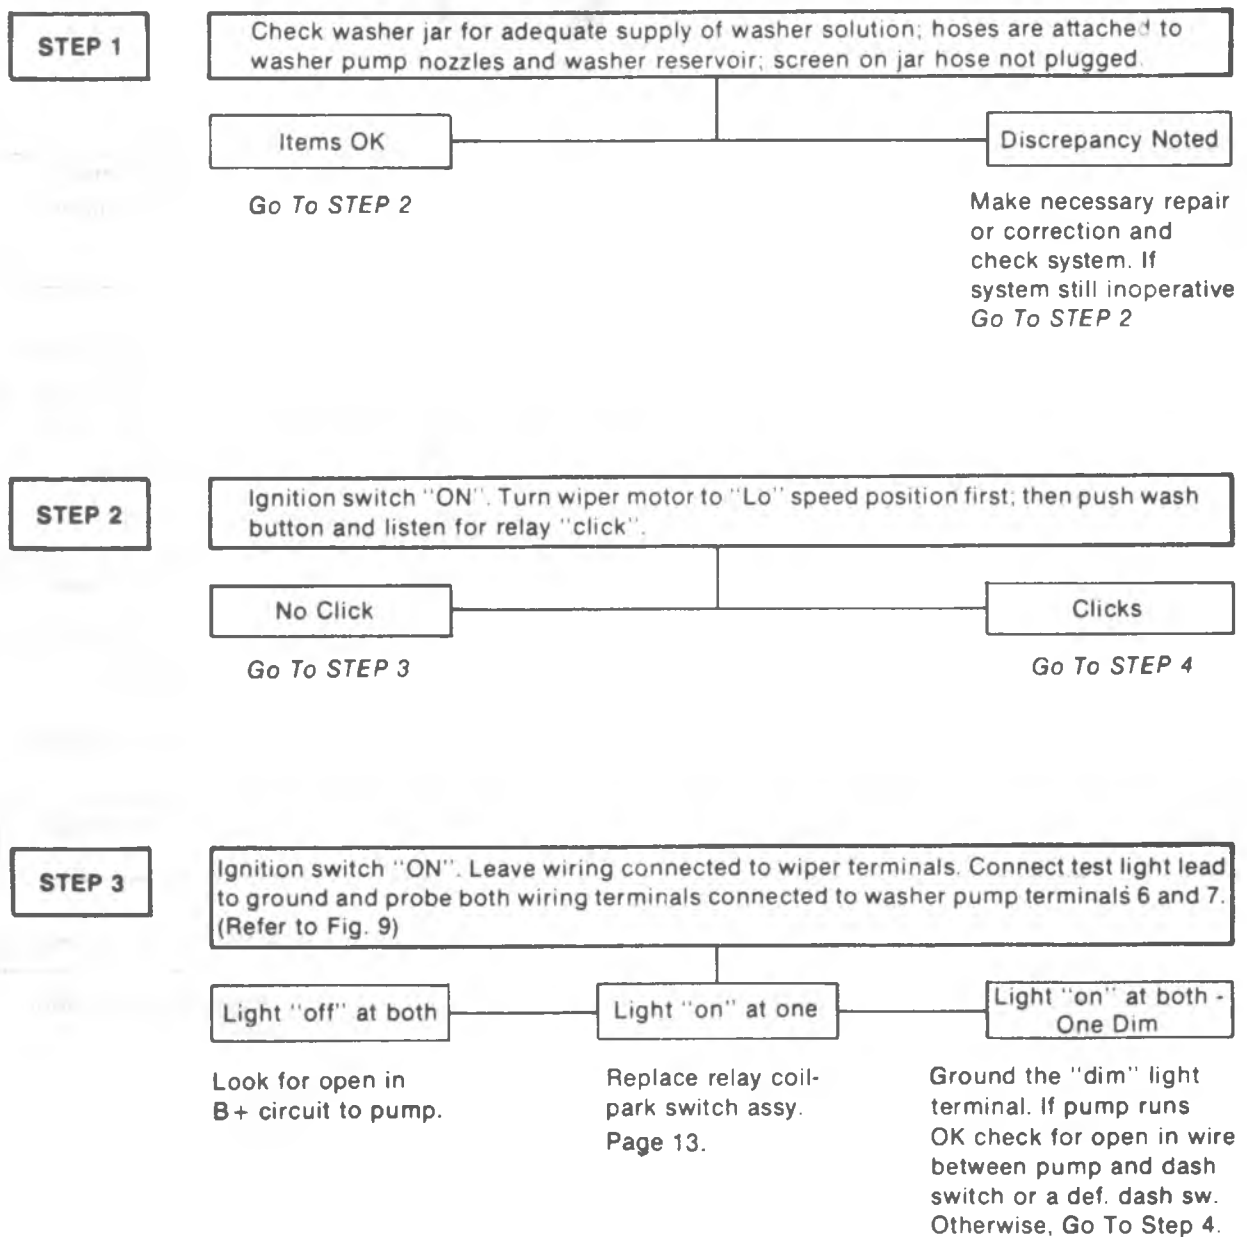 STEP 1
Check washer jar for adequate supply of washer solution; hoses are attached to
washer pump nozzles and washer reservoir; screen on jar hose not plugged.
Items OK
Go To STEP 2
Discrepancy Noted
Make necessary repair
or correction and
check system. If
system still inoperative
Go To STEP 2
STEP 2
Ignition switch "ON". Turn wiper motor to "Lo" speed position first; then push wash
button and listen for relay "click".
No Click
Go To STEP 3
Clicks
Go To STEP 4
STEP 3
Ignition switch "ON". Leave wiring connected to wiper terminals. Connect test light lead
to ground and probe both wiring terminals connected to washer pump terminals 6 and 7.
(Refer to Fig. 9)
Light "off" at both
Look for open in
B+ circuit to pump.
Light "on" at one
Replace relay coil-
park switch assy.
Page 13.
Light "on" at both -
One Dim
Ground the "dim" light
terminal. If pump runs
OK check for open in wire
between pump and dash
switch or a def. dash sw.
Otherwise, Go To Step 4.